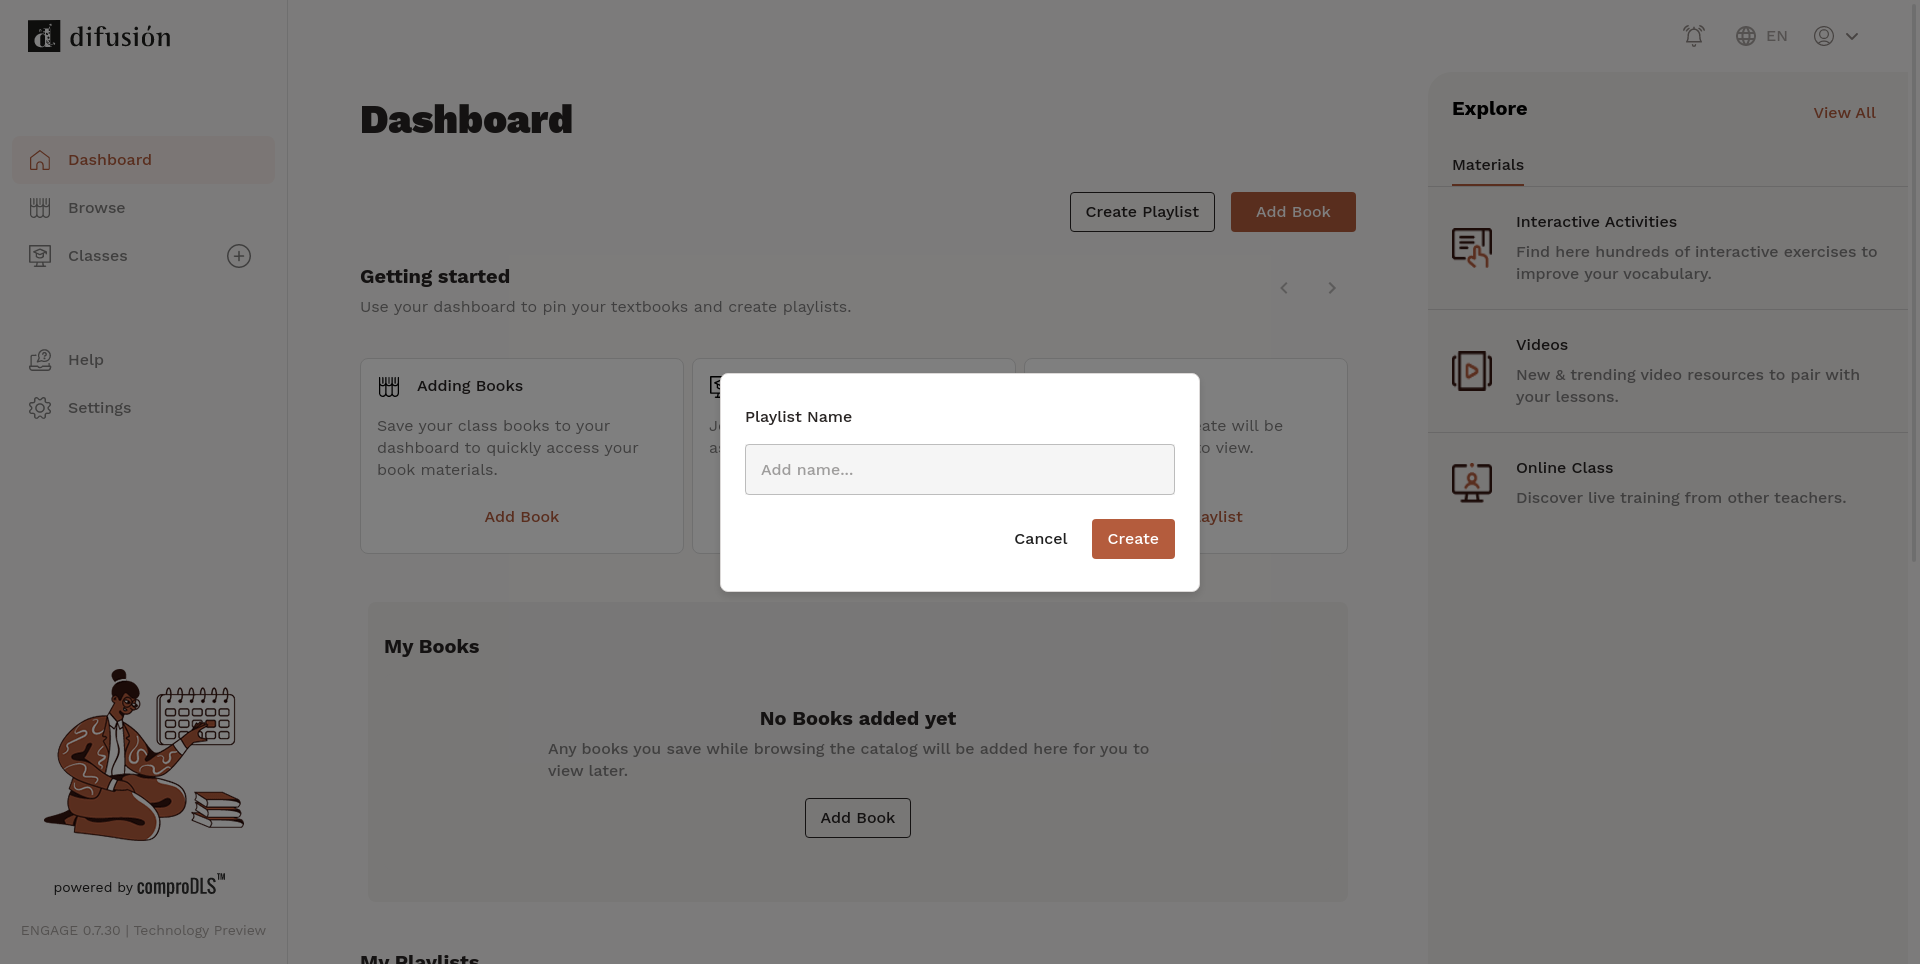 difusión
EN
Dashboard
Browse
Classes
Help
Settings
powered by comproDLS™
ENGAGE 0.7.30 | Technology Preview
Dashboard
Create Playlist
Add Book
Getting started
Use your dashboard to pin your textbooks and create playlists.
Adding Books
Save your class books to your
dashboard to quickly access your
book materials.
Add Book
eate will be
o view.
aylist
Playlist Name
Add name...
Cancel
Create
My Books
No Books added yet
Any books you save while browsing the catalog will be added here for you to
view later.
Add Book
My Playlists
Explore
View All
Materials
Interactive Activities
Find here hundreds of interactive exercises to
improve your vocabulary.
Videos
New & trending video resources to pair with
your lessons.
Online Class
Discover live training from other teachers.